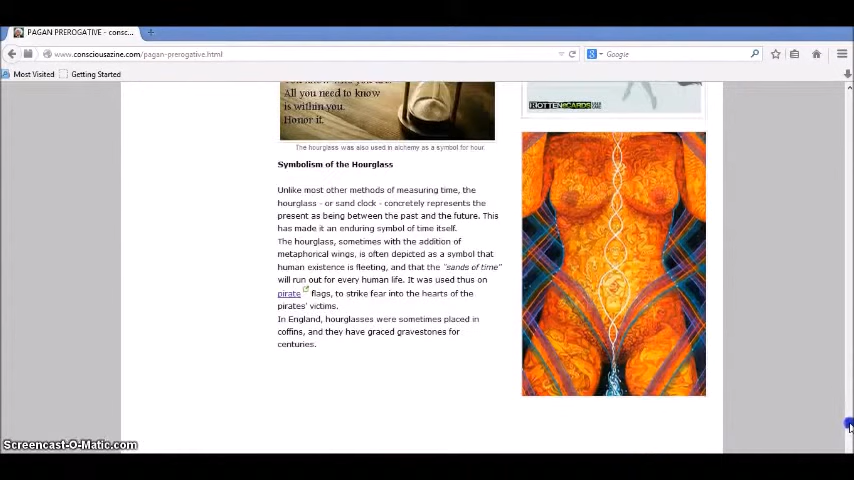 PAGAN PREROGATIVE - consc...
www.consciousazine.com/pagan-prerogative.html
Google
Most Visited
Getting Started
All you need to know
is within you.
Honor it.
ROTTENECARDS
The hourglass was also used in alchemy as a symbol for hour.
Symbolism of the Hourglass
Unlike most other methods of measuring time, the
hourglass - or sand clock - concretely represents the
present as being between the past and the future. This
has made it an enduring symbol of time itself.
The hourglass, sometimes with the addition of
metaphorical wings, is often depicted as a symbol that
human existence is fleeting, and that the "sands of time"
will run out for every human life. It was used thus on
pirate flags, to strike fear into the hearts of the
pirates' victims.
In England, hourglasses were sometimes placed in
coffins, and they have graced gravestones for
centuries.
Screencast-O-Matic.com